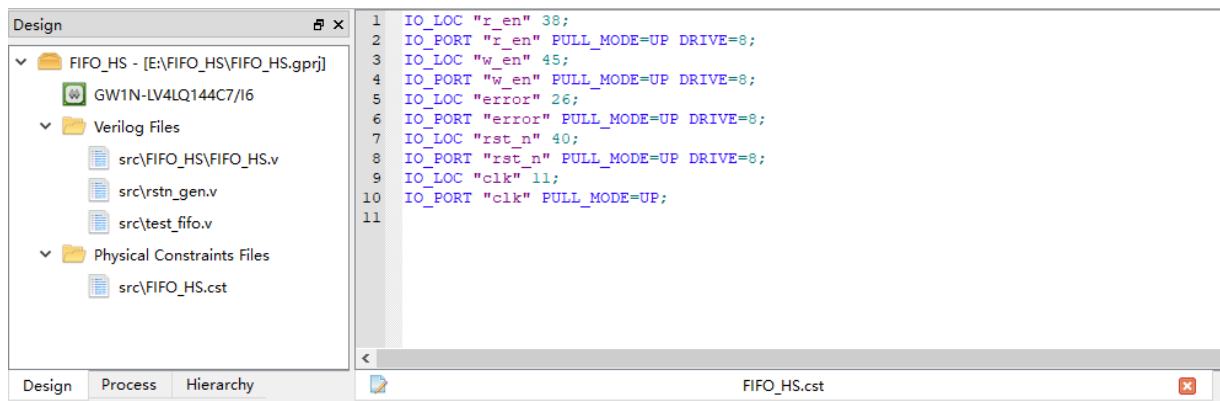 Design
FIFO_HS - [E:\FIFO_HS\FIFO_HS.gprj]
GW1N-LV4LQ144C7/I6
Verilog Files
src\FIFO_HS\FIFO_HS.v
src\rstn_gen.v
src\test_fifo.v
Physical Constraints Files
src\FIFO_HS.cst
Design Process Hierarchy
1 IO_LOC "r_en" 38;
2 IO_PORT "r_en" PULL_MODE=UP DRIVE=8;
3 IO_LOC "w_en" 45;
4 IO_PORT "w_en" PULL_MODE=UP DRIVE=8;
5 IO_LOC "error" 26;
6 IO_PORT "error" PULL_MODE=UP DRIVE=8;
7 IO_LOC "rst_n" 40;
8 IO_PORT "rst_n" PULL_MODE=UP DRIVE=8;
9 IO_LOC "clk" 11;
10 IO_PORT "clk" PULL_MODE=UP;
11
FIFO_HS.cst